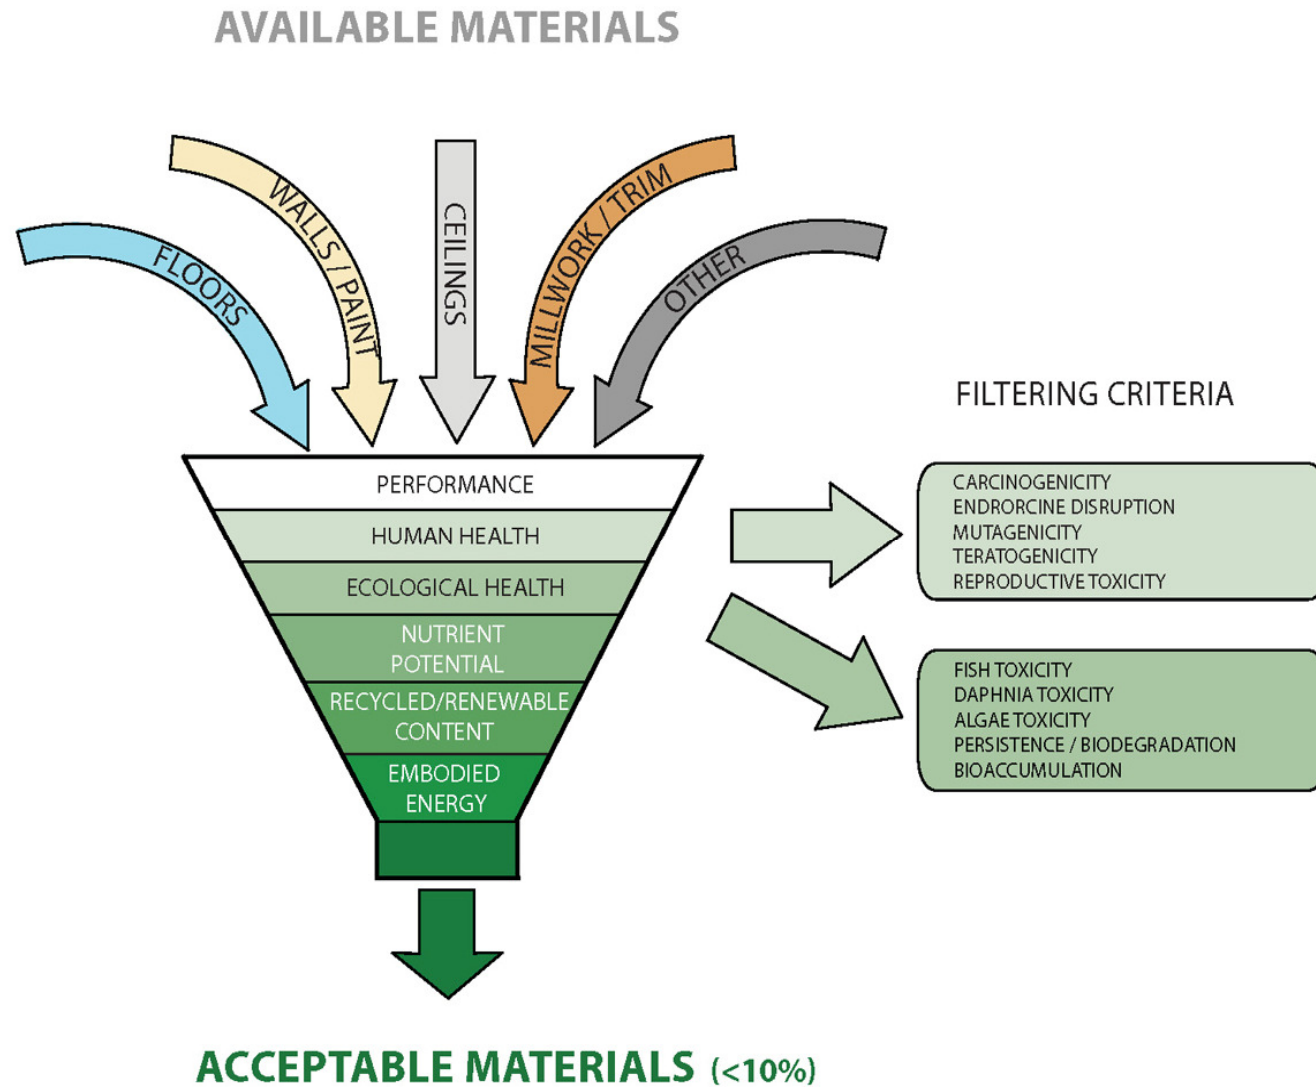 AVAILABLE MATERIALS
FLOORS
WALLS / PAINT
CEILINGS
MILLWORK / TRIM
OTHER
PERFORMANCE
HUMAN HEALTH
ECOLOGICAL HEALTH
NUTRIENT
POTENTIAL
RECYCLED/RENEWABLE
CONTENT
EMBODIED
ENERGY
FILTERING CRITERIA
CARCINOGENICITY
ENDRORCINE DISRUPTION
MUTAGENICITY
TERATOGENICITY
REPRODUCTIVE TOXICITY
FISH TOXICITY
DAPHNIA TOXICITY
ALGAE TOXICITY
PERSISTENCE / BIODEGRADATION
BIOACCUMULATION
ACCEPTABLE MATERIALS (<10%)